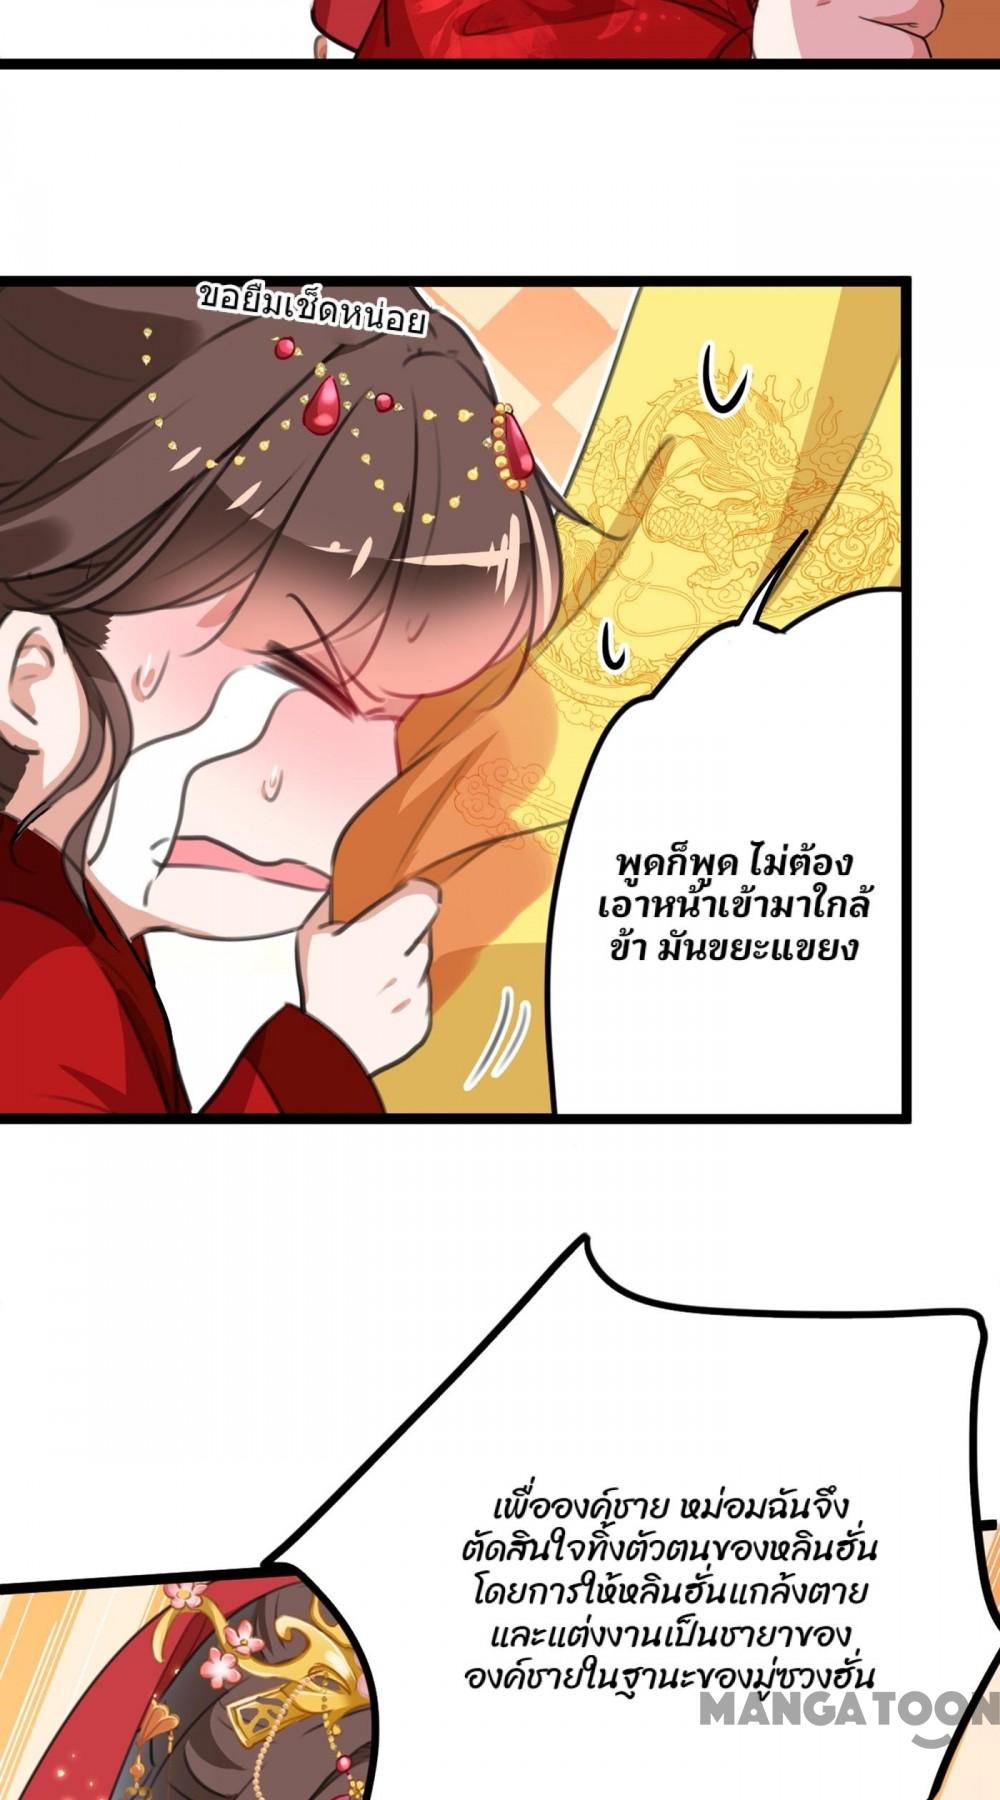 ขอยืมเช็ดหน่อย
พูดก็พูด ไม่ต้อง
เอาหน้าเข้ามาใกล้
ข้า มันขยะแขยง
เพื่อองค์ชาย หม่อมฉันจึง
ตัดสินใจทิ้งตัวตนของหลินฮั่น
โดยการให้หลินฮั่นแกล้งตาย
และแต่งงานเป็นชายาของ
องค์ชายในฐานะของมู่ซวงฮั่น
MANGATOON